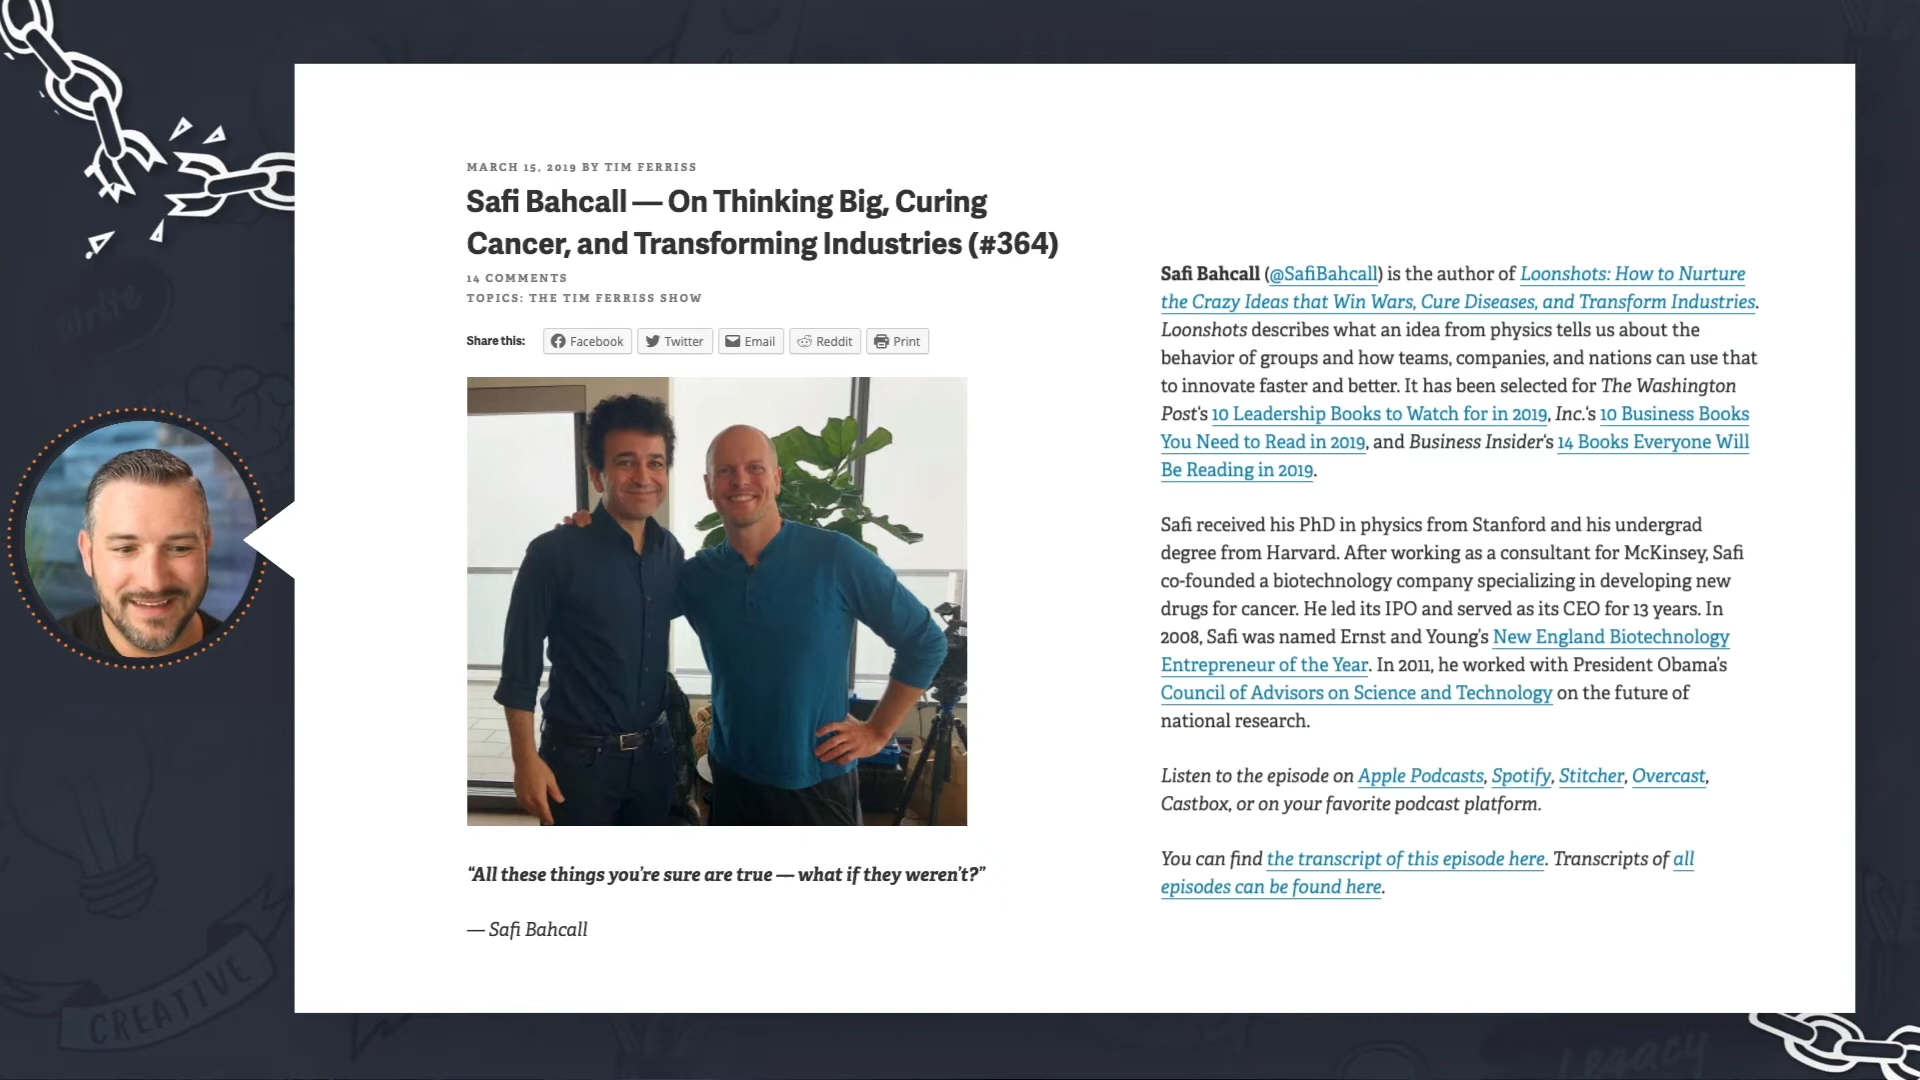 MARCH 15, 2019 BY TIM FERRISS
Safi Bahcall — On Thinking Big, Curing
Cancer, and Transforming Industries (#364)
14 COMMENTS
TOPICS: THE TIM FERRISS SHOW
Share this: Facebook Twitter Email Reddit Print
“All these things you’re sure are true — what if they weren’t?”
— Safi Bahcall
Safi Bahcall (@SafiBahcall) is the author of Loonshots: How to Nurture
the Crazy Ideas that Win Wars, Cure Diseases, and Transform Industries.
Loonshots describes what an idea from physics tells us about the
behavior of groups and how teams, companies, and nations can use that
to innovate faster and better. It has been selected for The Washington
Post‘s 10 Leadership Books to Watch for in 2019, Inc.‘s 10 Business Books
You Need to Read in 2019, and Business Insider‘s 14 Books Everyone Will
Be Reading in 2019.
Safi received his PhD in physics from Stanford and his undergrad
degree from Harvard. After working as a consultant for McKinsey, Safi
co-founded a biotechnology company specializing in developing new
drugs for cancer. He led its IPO and served as its CEO for 13 years. In
2008, Safi was named Ernst and Young’s New England Biotechnology
Entrepreneur of the Year. In 2011, he worked with President Obama’s
Council of Advisors on Science and Technology on the future of
national research.
Listen to the episode on Apple Podcasts, Spotify, Stitcher, Overcast,
Castbox, or on your favorite podcast platform.
You can find the transcript of this episode here. Transcripts of all
episodes can be found here.
Write
CREATIVE
Legacy